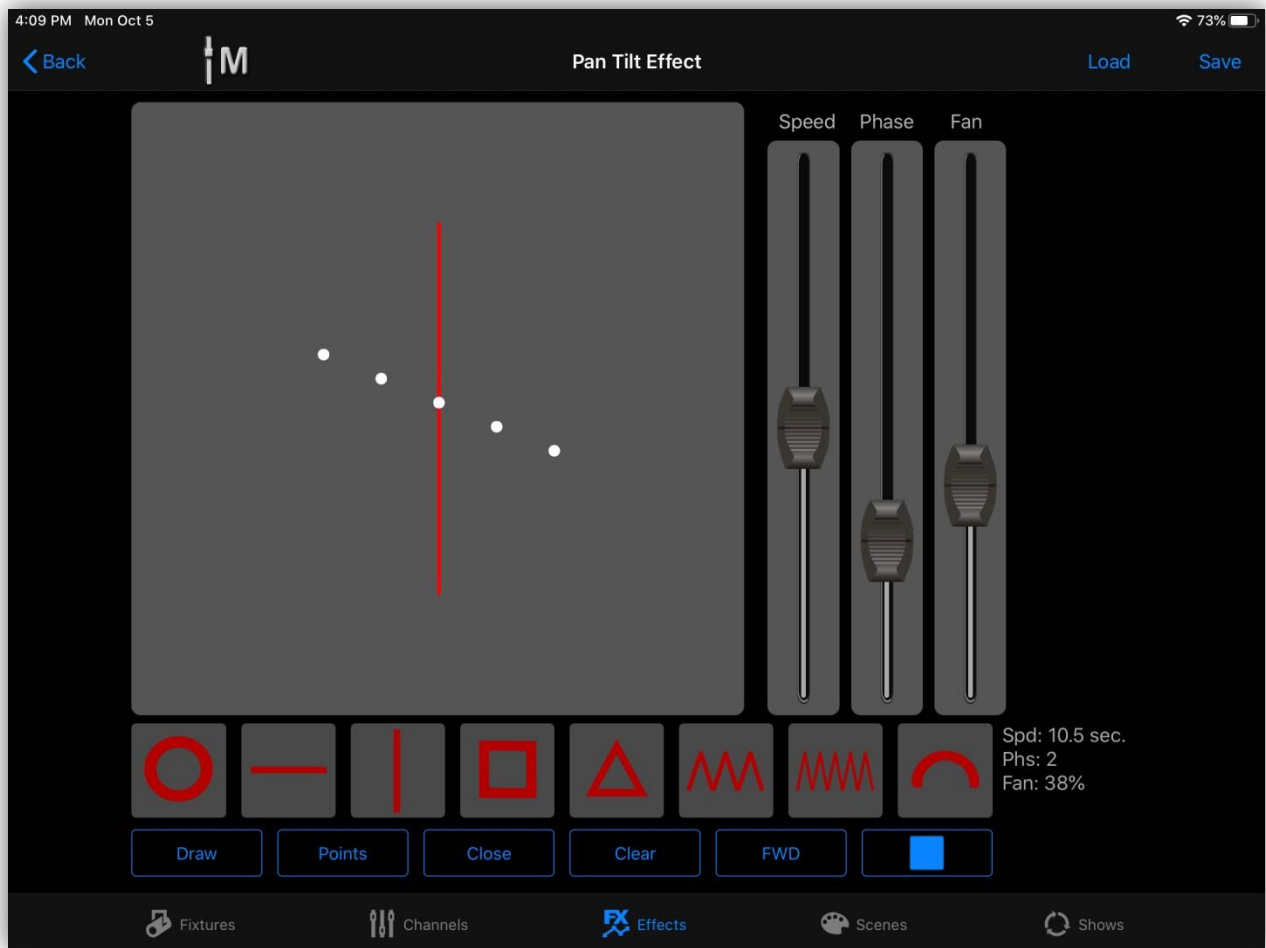 4:09 PM Mon Oct 5
73%
Back
M
Pan Tilt Effect
Load
Save
Speed Phase Fan
Spd: 10.5 sec.
Phs: 2
Fan: 38%
Draw
Points
Close
Clear
FWD
Fixtures
Channels
FX Effects
Scenes
Shows